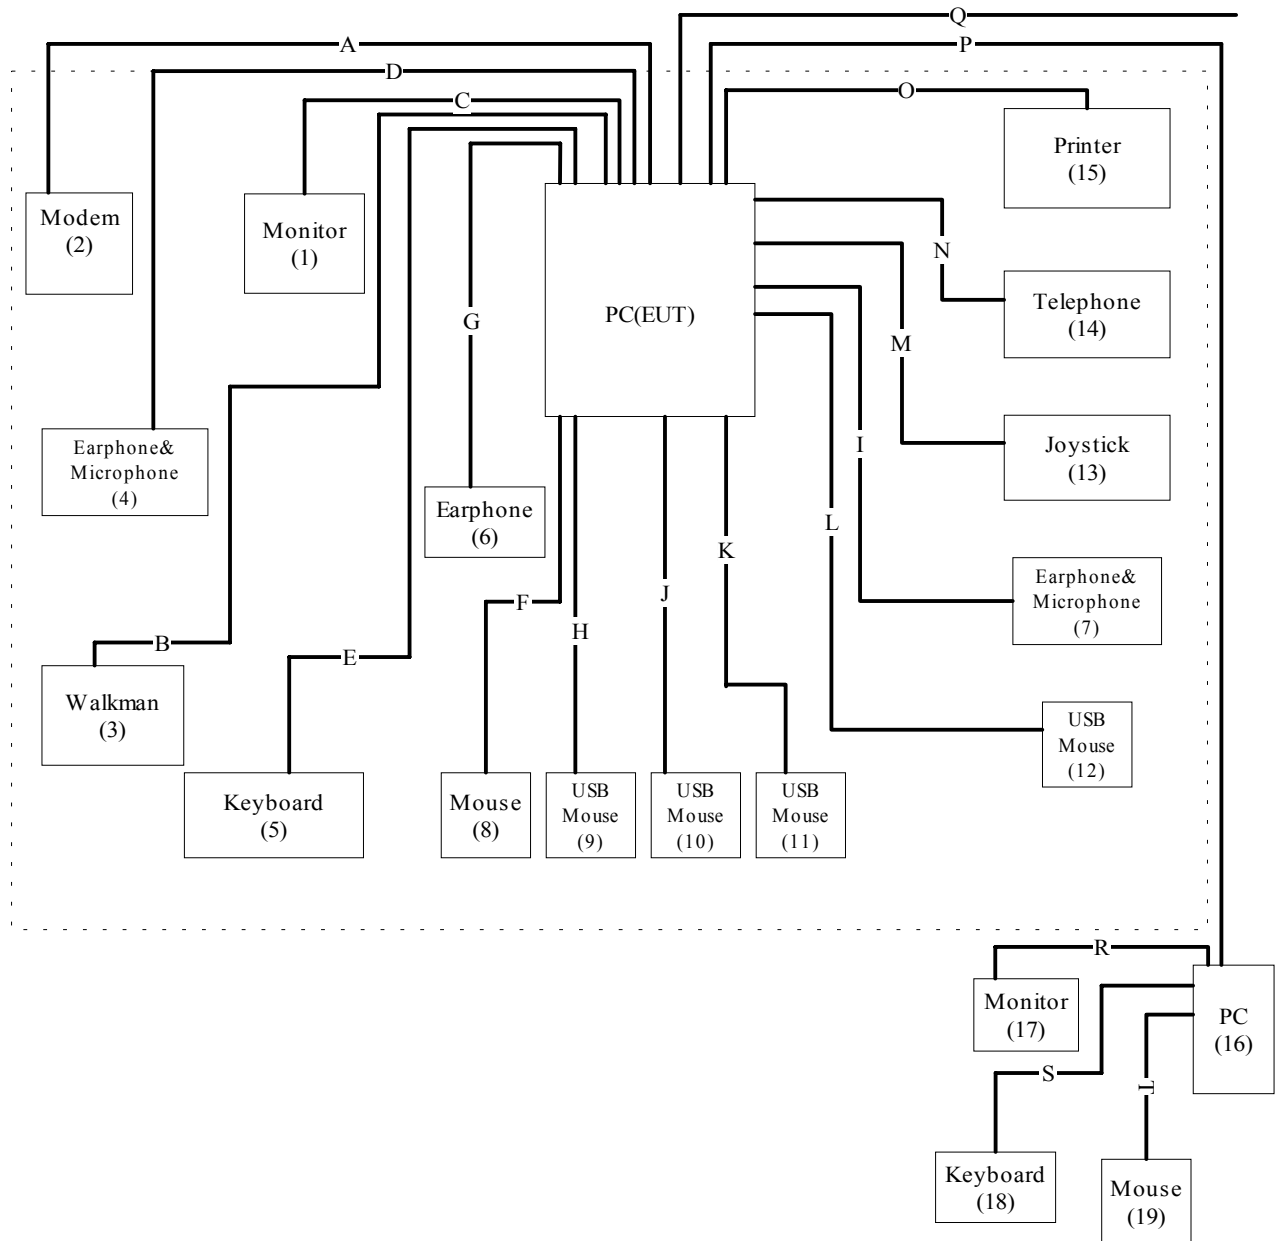 Q
A
P
D
O
C
Printer
(15)
Modem
(2)
Monitor
(1)
N
Telephone
(14)
PC(EUT)
G
M
Joystick
(13)
I
Earphone&
Microphone
(4)
Earphone
(6)
L
K
Earphone&
Microphone
(7)
J
F
H
B
E
Walkman
(3)
USB
Mouse
(12)
Keyboard
(5)
Mouse
(8)
USB
Mouse
(9)
USB
Mouse
(10)
USB
Mouse
(11)
R
Monitor
(17)
PC
(16)
S
T
Keyboard
(18)
Mouse
(19)